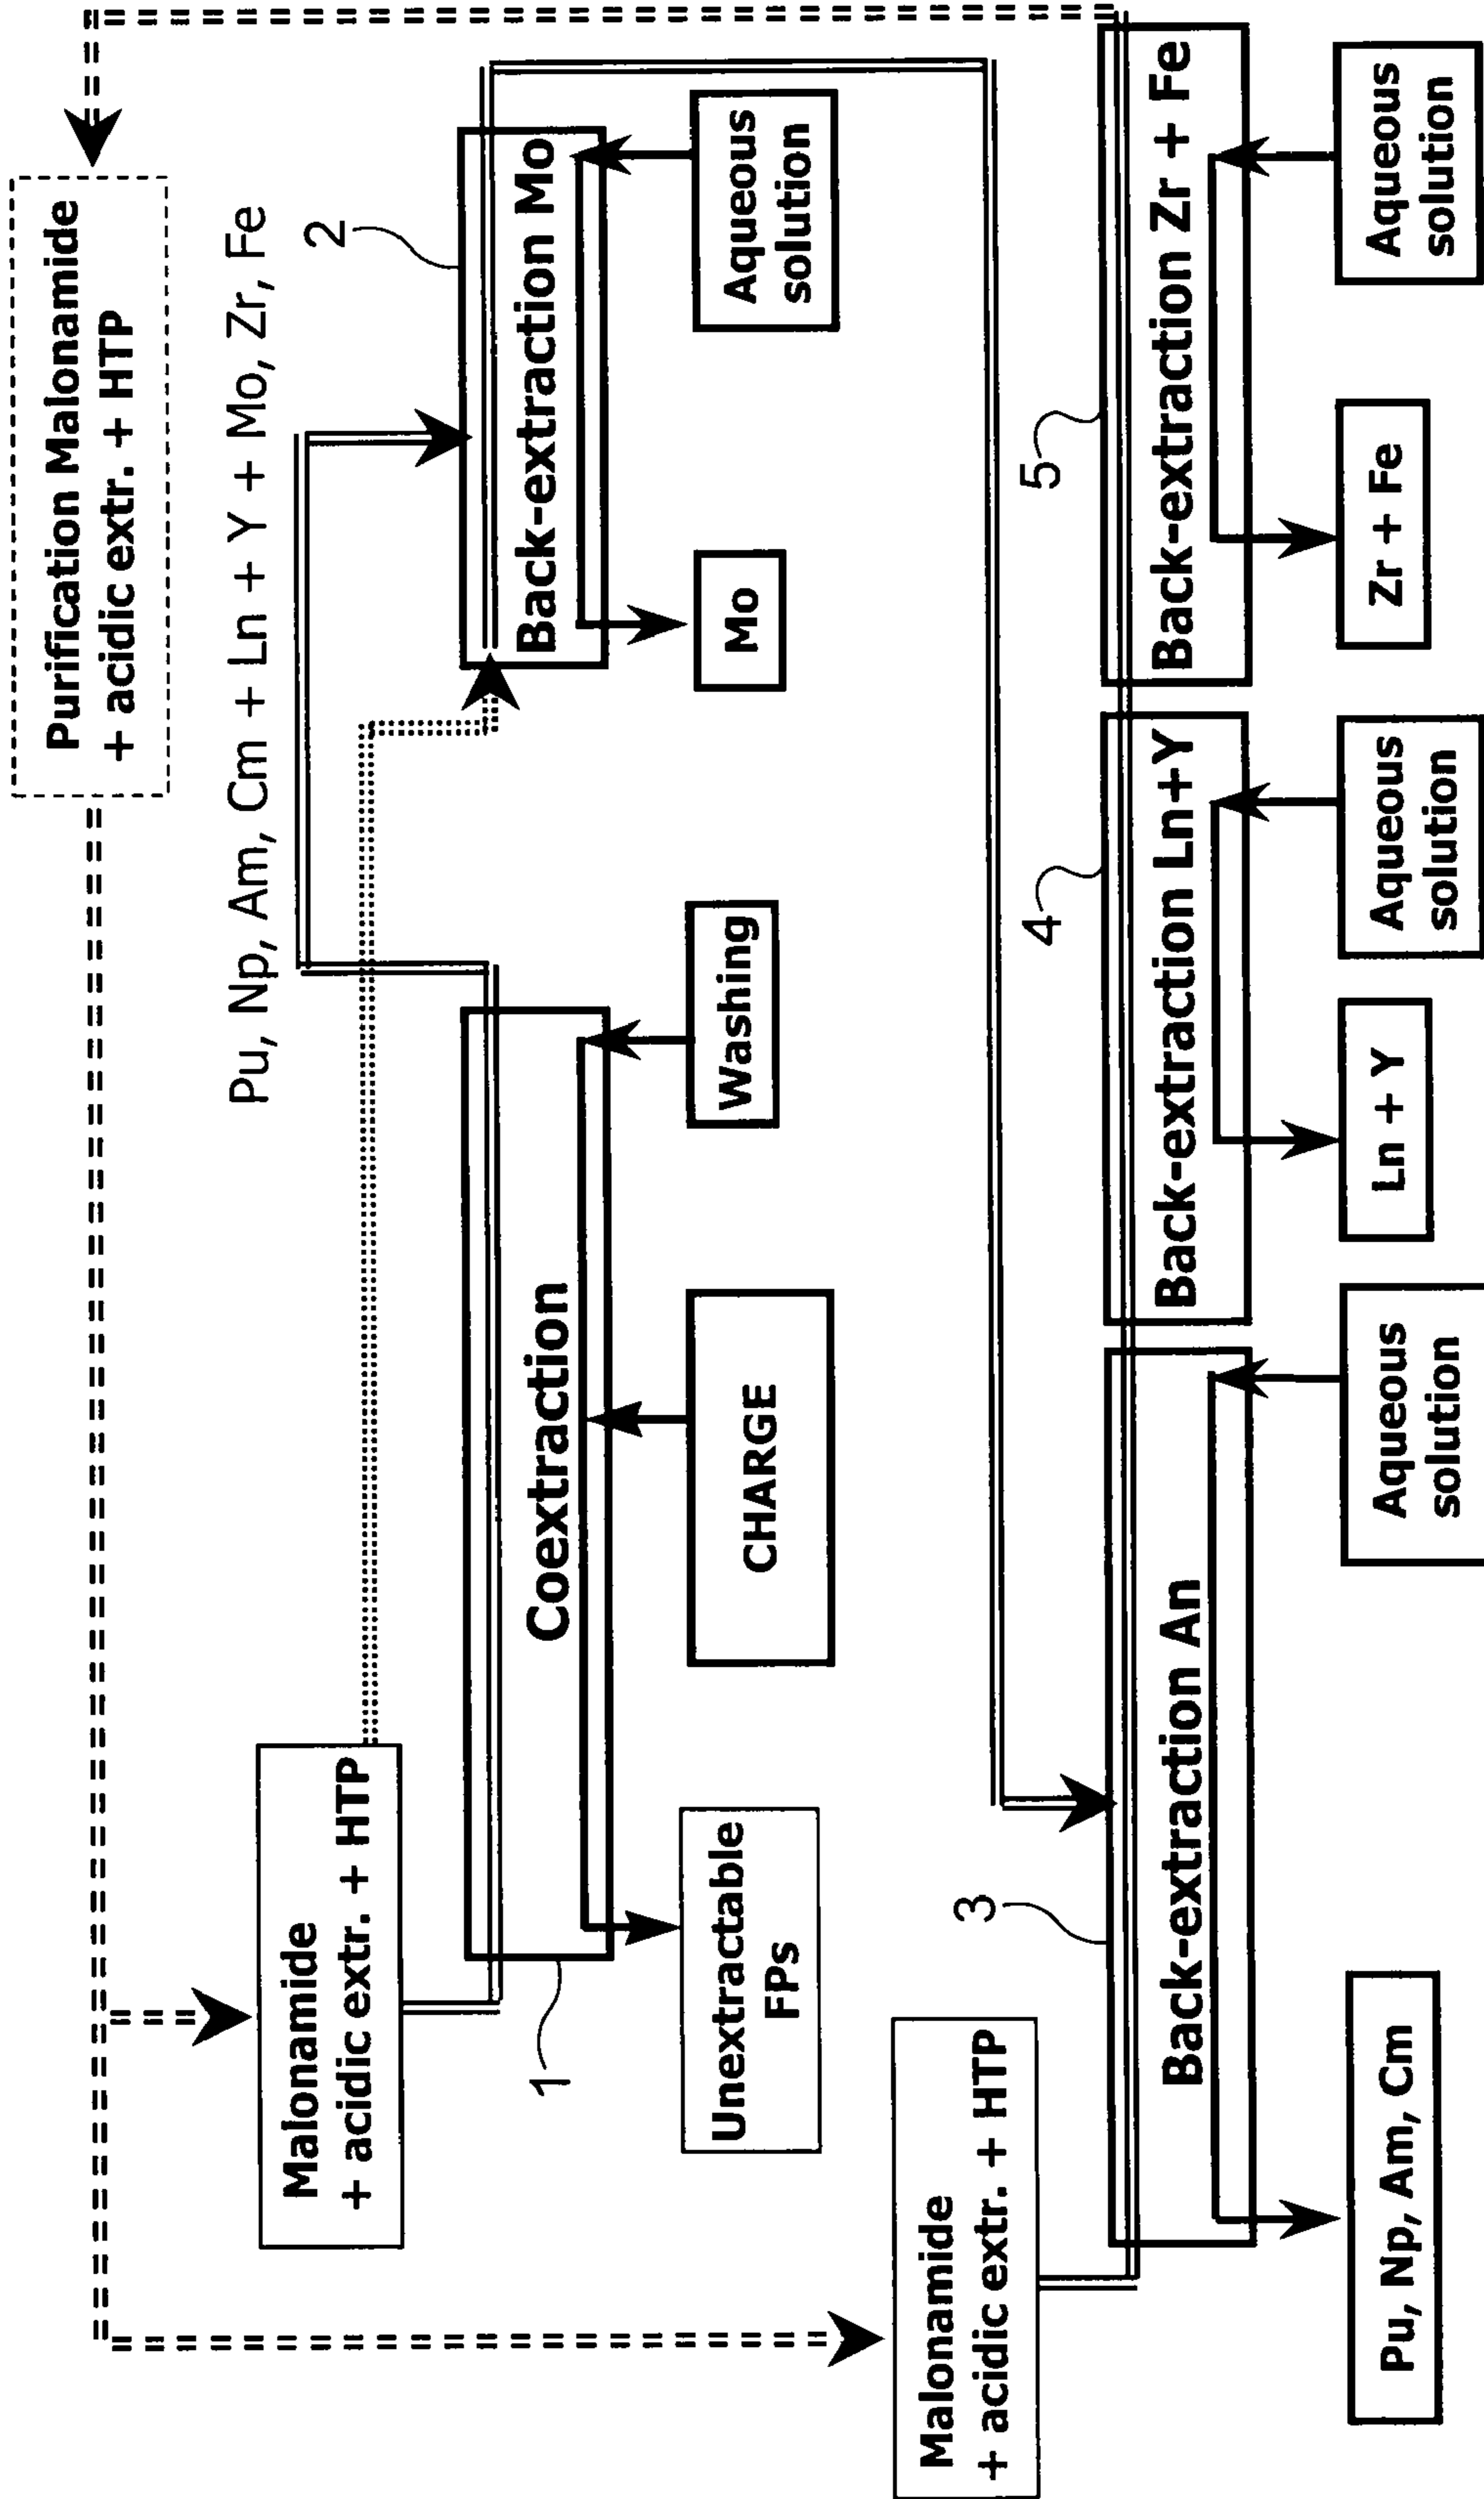 Purification Malonamide
+ acidic extr. + HTP
Pu, Np, Am, Cm + Ln + Y + Mo, Zr, Fe
Malonamide
+ acidic extr. + HTP
2
Coextraction
Back-extraction Mo
1
Unextractable
FPs
CHARGE
Washing
Mo
Aqueous
solution
Malonamide
+ acidic extr. + HTP
3
4
5
Back-extraction An
Back-extraction Ln+Y
Back-extraction Zr + Fe
Pu, Np, Am, Cm
Aqueous
solution
Ln + Y
Aqueous
solution
Zr + Fe
Aqueous
solution